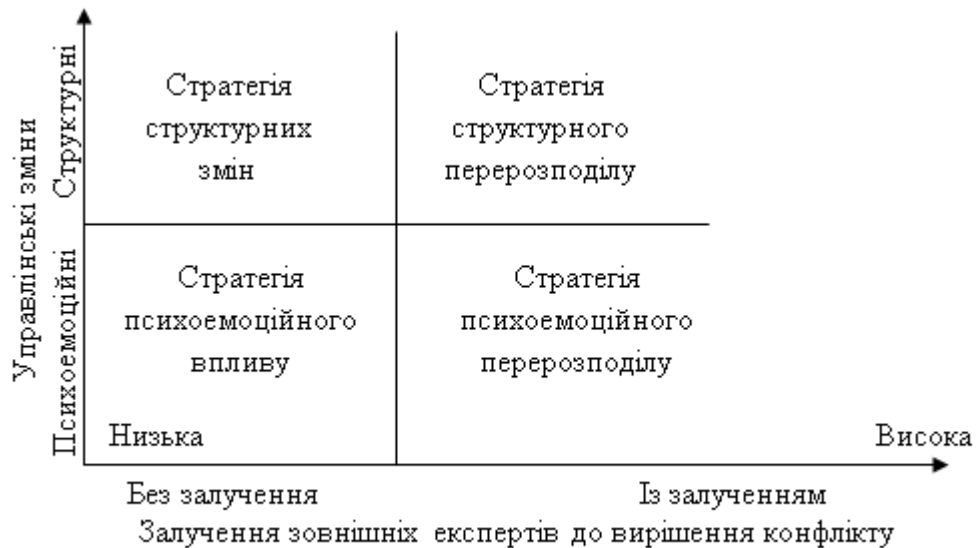 Управлінські зміни
Структурні
Психоемоційні
Стратегія
структурних
змін
Стратегія
структурного
перерозподілу
Стратегія
психоемоційного
впливу
Стратегія
психоемоційного
перерозподілу
Низька
Висока
Без залучення
Із залученням
Залучення зовнішніх експертів до вирішення конфлікту